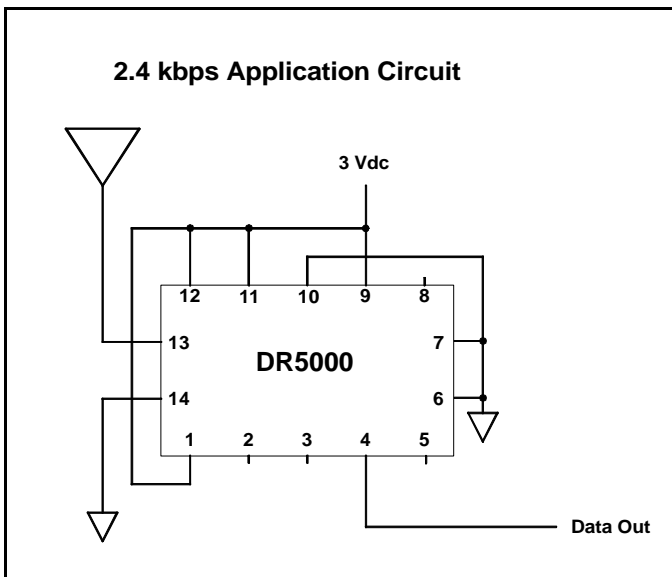 2.4 kbps Application Circuit
3 Vdc
12 11 10 9 8
13 7
DR5000
14 6
1 2 3 4 5
Data Out